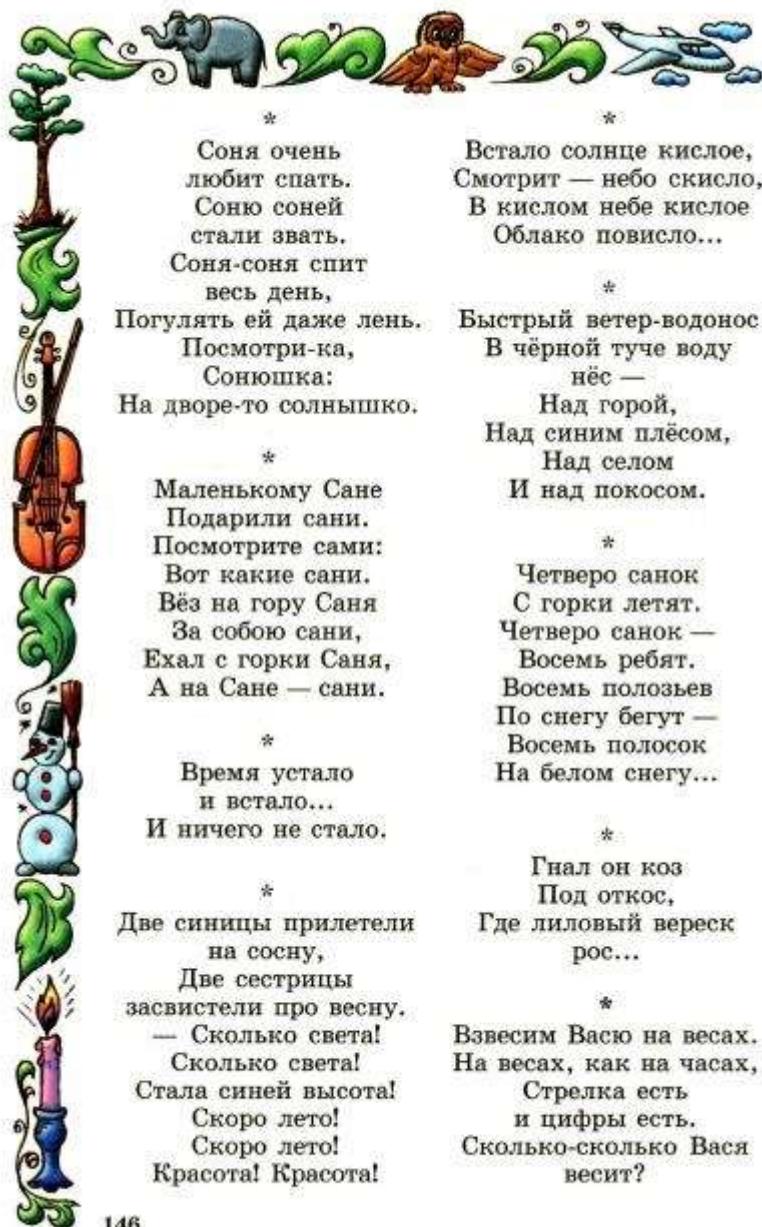 *
Соня очень
любит спать.
Соню соней
стали звать.
Соня-соня спит
весь день,
Погулять ей даже лень.
Посмотри-ка,
Сонюшка:
На дворе-то солнышко.
*
Маленькому Сане
Подарили сани.
Посмотрите сами:
Вот какие сани.
Вёз на гору Саня
За собою сани,
Ехал с горки Саня,
А на Сане — сани.
*
Время устало
и встало...
И ничего не стало.
*
Две синицы прилетели
на сосну,
Две сестрицы
засвистели про весну.
— Сколько света!
Сколько света!
Стала синей высота!
Скоро лето!
Скоро лето!
Красота! Красота!
*
Встало солнце кислое,
Смотрит — небо скисло,
В кислом небе кислое
Облако повисло...
*
Быстрый ветер-водонос
В чёрной туче воду
нёс —
Над горой,
Над синим плёсом,
Над селом
И над покосом.
*
Четверо санок
С горки летят.
Четверо санок —
Восемь ребят.
Восемь полозьев
По снегу бегут —
Восемь полосок
На белом снегу...
*
Гнал он коз
Под откос,
Где лиловый вереск
рос...
*
Взвесим Васю на весах.
На весах, как на часах,
Стрелка есть
и цифры есть.
Сколько-сколько Вася
весит?
146